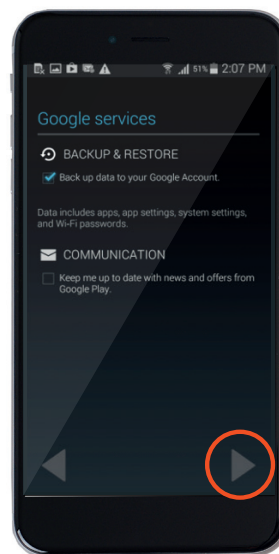 51% 2:07 PM
Google services
BACKUP & RESTORE
Back up data to your Google Account.
Data includes apps, app settings, system settings,
and Wi-Fi passwords.
COMMUNICATION
Keep me up to date with news and offers from
Google Play.